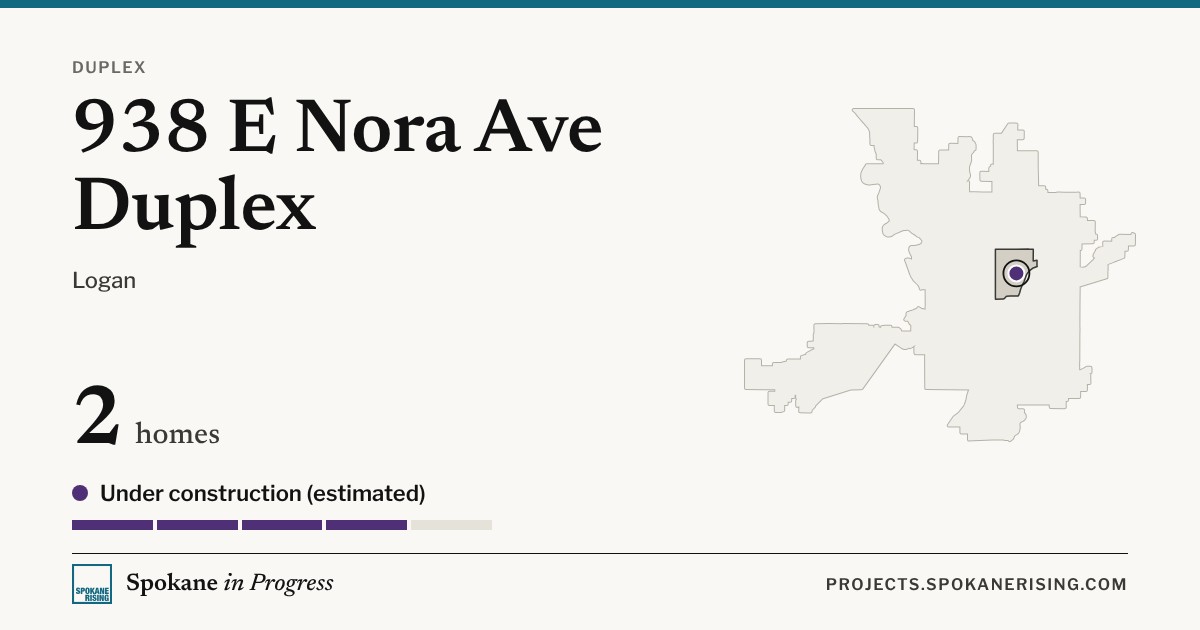 DUPLEX
938 E Nora Ave
Duplex
Logan
2 homes
Under construction (estimated)
SPOKANE
RISING
Spokane in Progress
PROJECTS.SPOKANERISING.COM